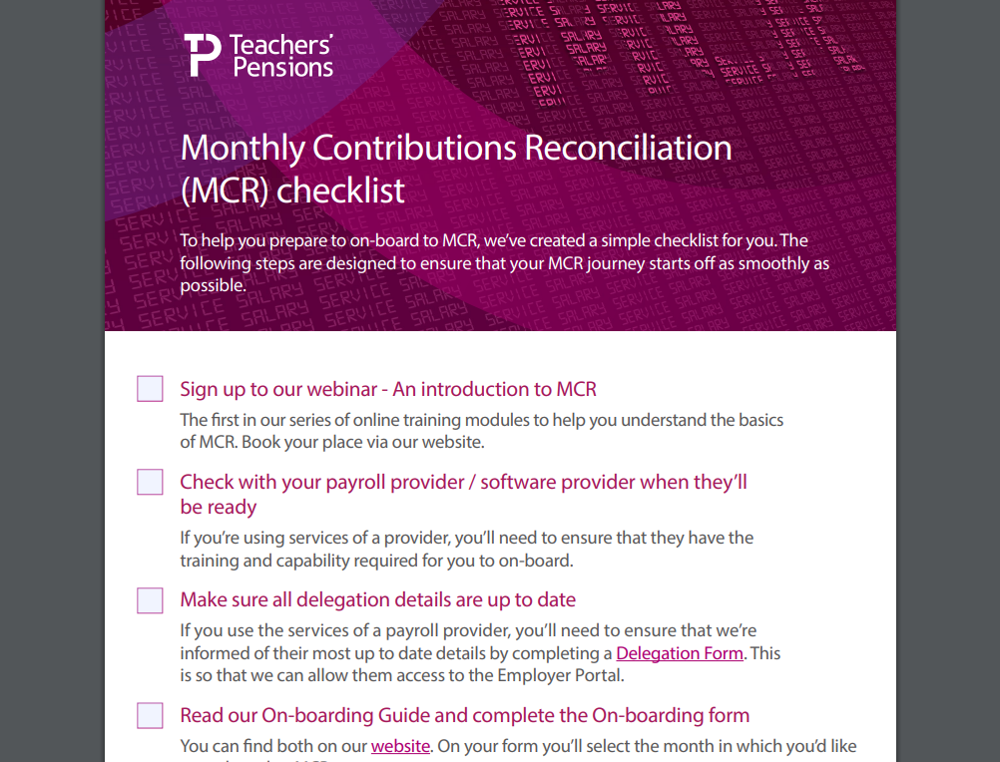 Teachers'
Pensions
Monthly Contributions Reconciliation
(MCR) checklist
To help you prepare to on-board to MCR, we've created a simple checklist for you. The
following steps are designed to ensure that your MCR journey starts off as smoothly as
possible.
Sign up to our webinar - An introduction to MCR
The first in our series of online training modules to help you understand the basics
of MCR. Book your place via our website.
Check with your payroll provider / software provider when they'll
be ready
If you're using services of a provider, you'll need to ensure that they have the
training and capability required for you to on-board.
Make sure all delegation details are up to date
If you use the services of a payroll provider, you'll need to ensure that we're
informed of their most up to date details by completing a Delegation Form. This
is so that we can allow them access to the Employer Portal.
Read our On-boarding Guide and complete the On-boarding form
You can find both on our website. On your form you'll select the month in which you'd like